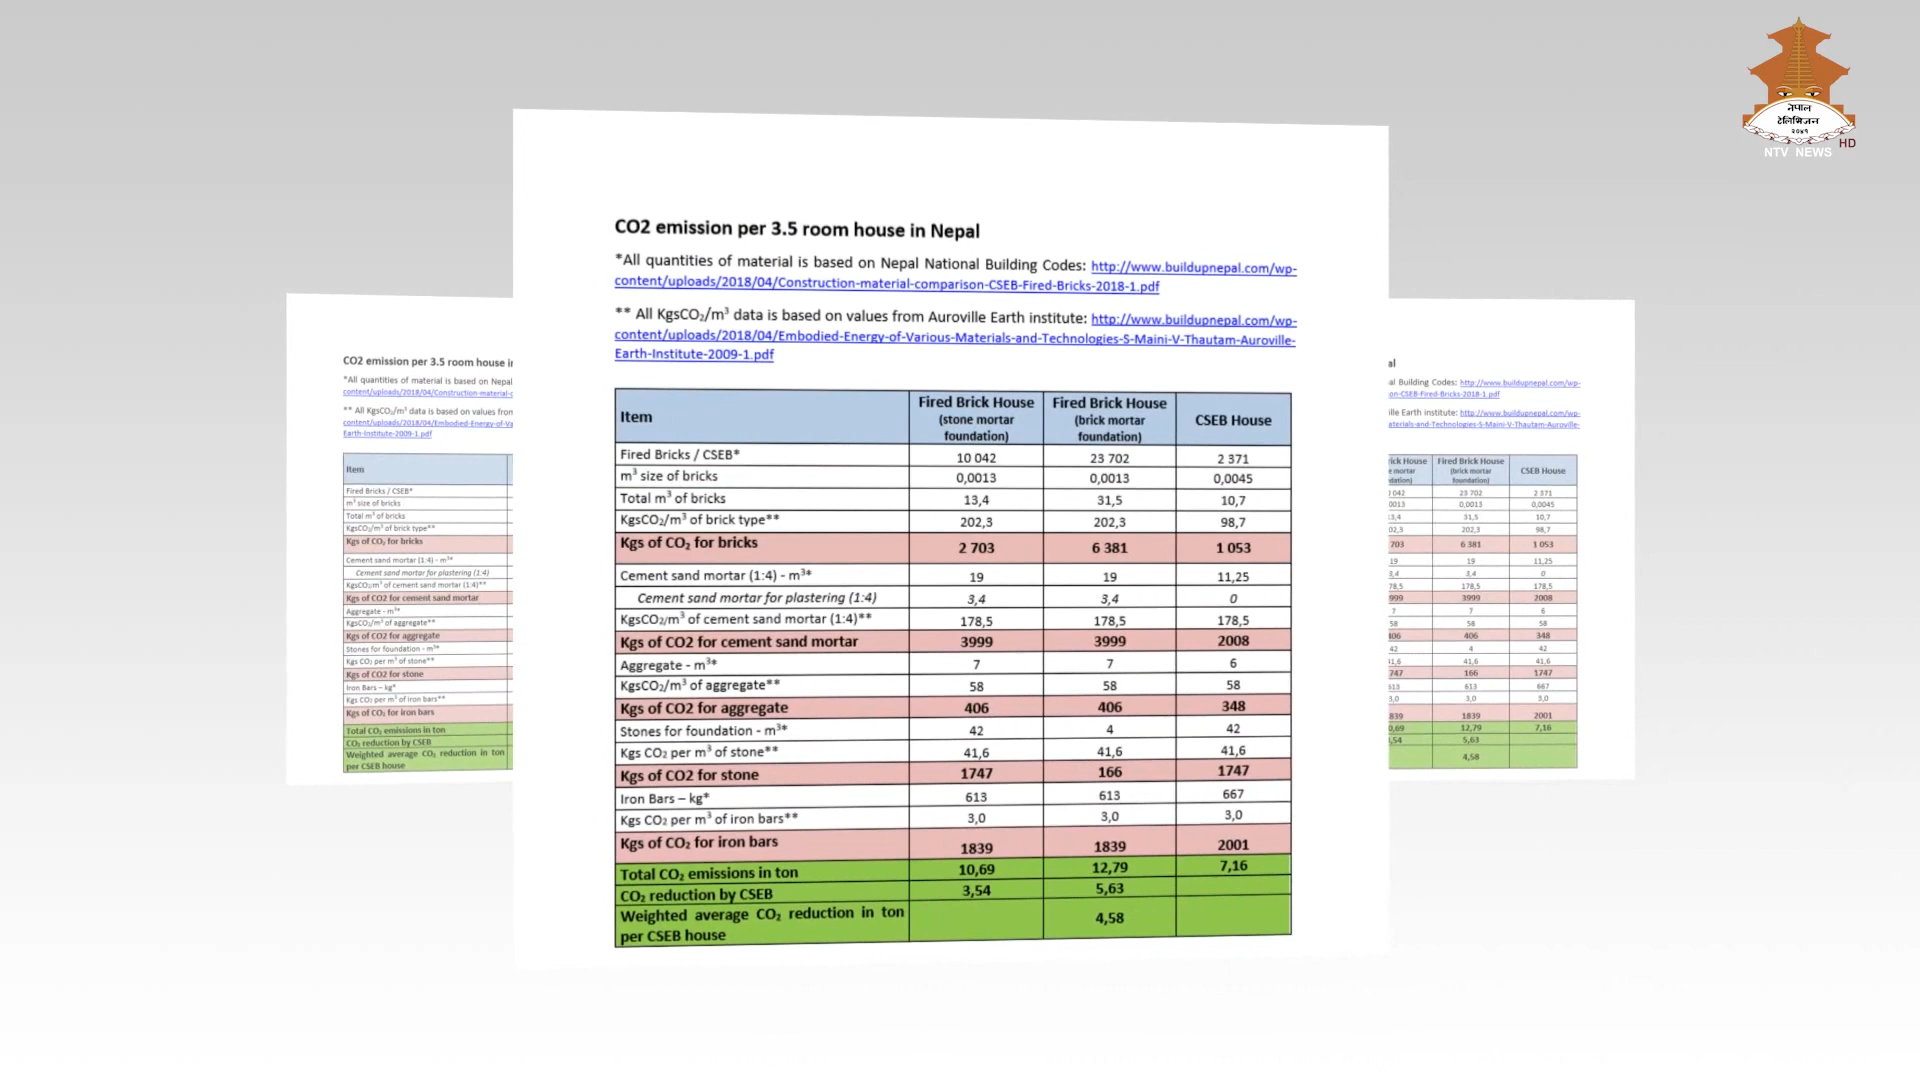 नेपाल
टेलिभिजन
२०४१
NTV NEWS HD
CO2 emission per 3.5 room house in Nepal
*All quantities of material is based on Nepal National Building Codes: http://www.buildupnepal.com/wp-
content/uploads/2018/04/Construction-material-comparison-CSEB-Fired-Bricks-2018-1.pdf
** All KgsCO₂/m³ data is based on values from Auroville Earth institute: http://www.buildupnepal.com/wp-
content/uploads/2018/04/Embodied-Energy-of-Various-Materials-and-Technologies-S-Maini-V-Thautam-Auroville-
Earth-Institute-2009-1.pdf
Item Fired Brick House (stone mortar foundation) Fired Brick House (brick mortar foundation) CSEB House
Fired Bricks / CSEB* 10 042 23 702 2 371
m³ size of bricks 0,0013 0,0013 0,0045
Total m³ of bricks 13,4 31,5 10,7
KgsCO₂/m³ of brick type** 202,3 202,3 98,7
Kgs of CO₂ for bricks 2 703 6 381 1 053
Cement sand mortar (1:4) - m³* 19 19 11,25
Cement sand mortar for plastering (1:4) 3,4 3,4 0
KgsCO₂/m³ of cement sand mortar (1:4)** 178,5 178,5 178,5
Kgs of CO2 for cement sand mortar 3999 3999 2008
Aggregate - m³* 7 7 6
KgsCO₂/m³ of aggregate** 58 58 58
Kgs of CO2 for aggregate 406 406 348
Stones for foundation - m³* 42 4 42
Kgs CO₂ per m³ of stone** 41,6 41,6 41,6
Kgs of CO2 for stone 1747 166 1747
Iron Bars – kg* 613 613 667
Kgs CO₂ per m³ of iron bars** 3,0 3,0 3,0
Kgs of CO₂ for iron bars 1839 1839 2001
Total CO₂ emissions in ton 10,69 12,79 7,16
CO₂ reduction by CSEB 3,54 5,63
Weighted average CO₂ reduction in ton per CSEB house 4,58